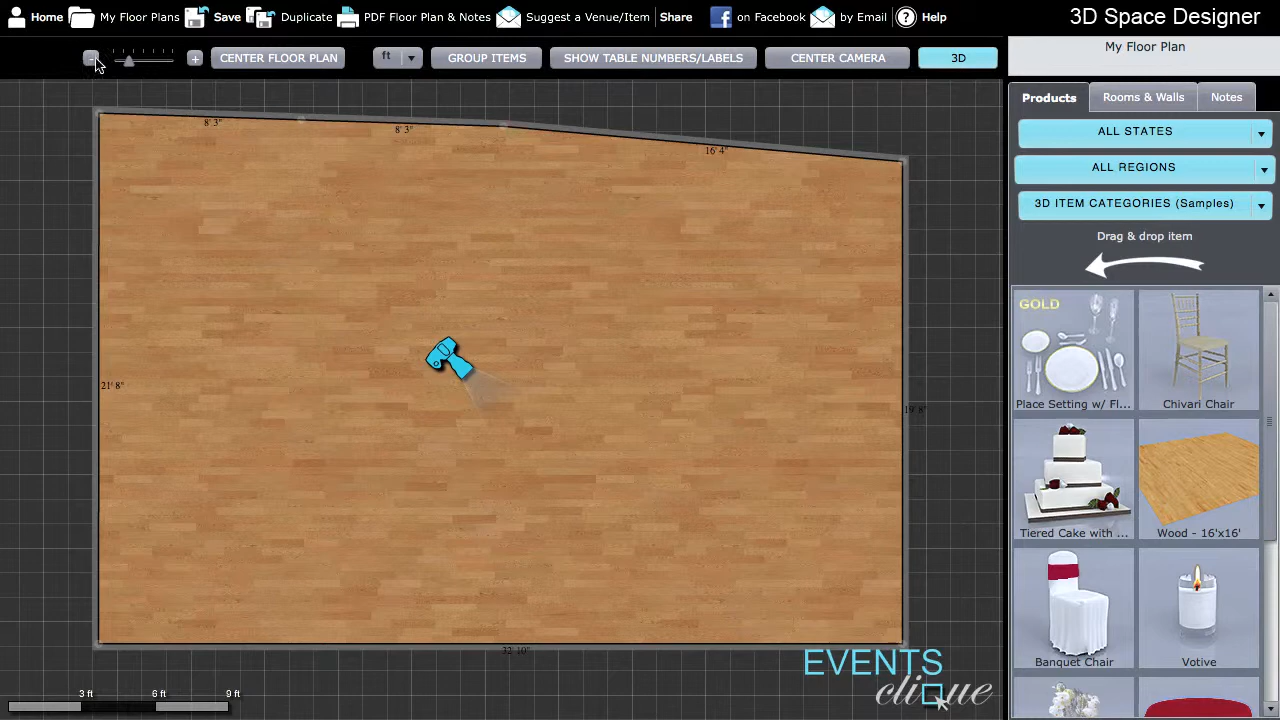 Home
My Floor Plans
Save
Duplicate
PDF Floor Plan & Notes
Suggest a Venue/Item
Share
on Facebook
by Email
? Help
3D Space Designer
- +
CENTER FLOOR PLAN
ft
GROUP ITEMS
SHOW TABLE NUMBERS/LABELS
CENTER CAMERA
3D
My Floor Plan
Products
Rooms & Walls
Notes
ALL STATES
ALL REGIONS
3D ITEM CATEGORIES (Samples)
Drag & drop item
8' 3"
8' 3"
16' 4"
21' 8"
19' 8"
32' 10"
GOLD
Place Setting w/ Fl...
Chivari Chair
Tiered Cake with ...
Wood - 16'x16'
Banquet Chair
Votive
3 ft
6 ft
9 ft
EVENTS
clique